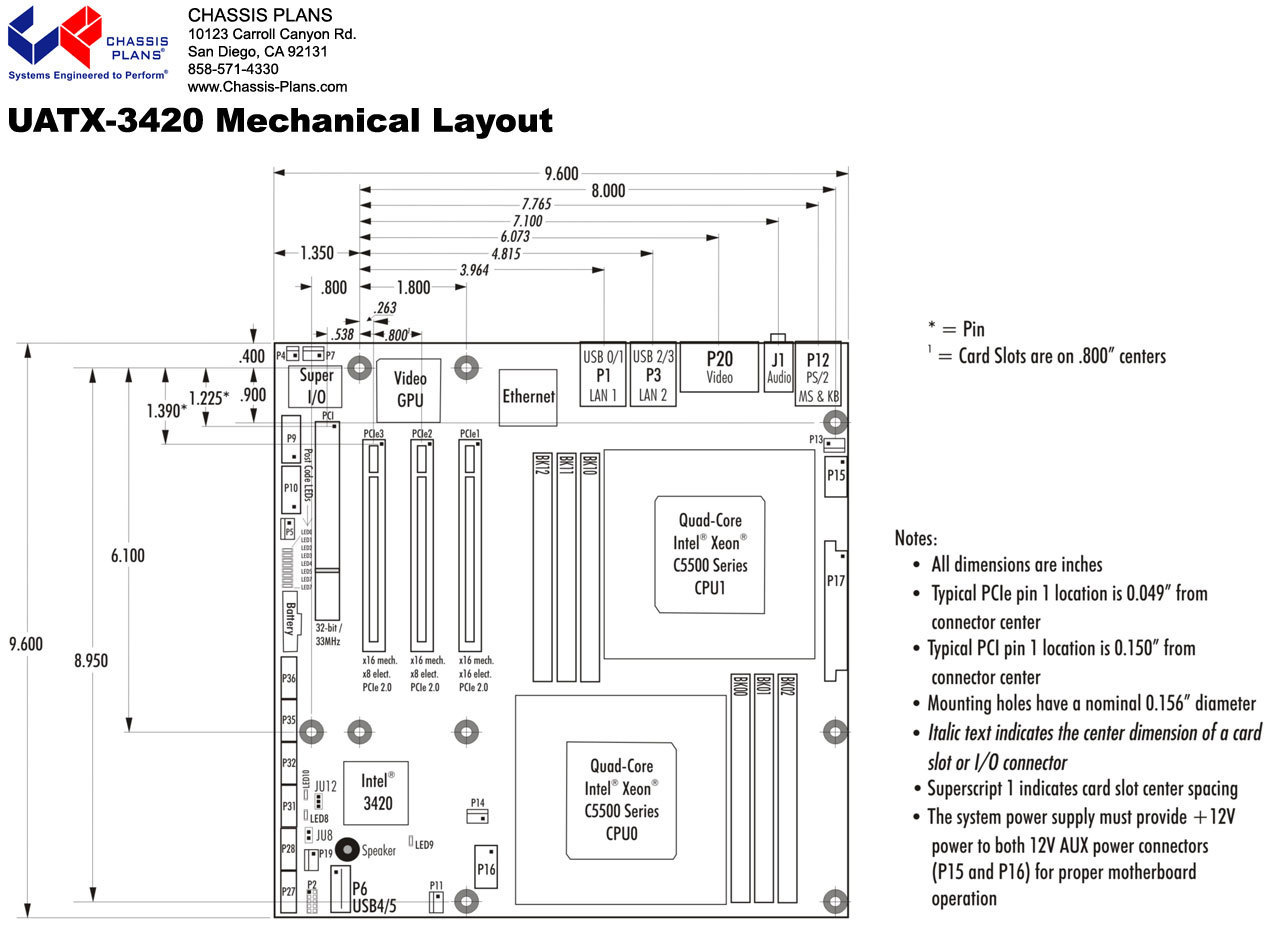 CHASSIS PLANS®
Systems Engineered to Perform®
CHASSIS PLANS
10123 Carroll Canyon Rd.
San Diego, CA 92131
858-571-4330
www.Chassis-Plans.com
UATX-3420 Mechanical Layout
9.600
8.000
7.765
7.100
6.073
1.350
4.815
3.964
.800
1.800
.263
.538
.800¹
.400
P4
P7
1.225*
.900
1.390*
Super
I/O
Video
GPU
Ethernet
USB 0/1
P1
LAN 1
USB 2/3
P3
LAN 2
P20
Video
J1
Audio
P12
PS/2
MS & KB
* = Pin
¹ = Card Slots are on .800" centers
PCI
PCIe3
PCIe2
PCIe1
P9
P10
P5
Post Code LEDs
LED0
LED1
LED2
LED3
LED4
LED5
LED7
LED7
Battery
32-bit /
33MHz
x16 mech.
x8 elect.
PCIe 2.0
x16 mech.
x8 elect.
PCIe 2.0
x16 mech.
x16 elect.
PCIe 2.0
BK12
BK11
BK10
P13
P15
P17
Quad-Core
Intel® Xeon®
C5500 Series
CPU1
6.100
9.600
8.950
P36
P35
P32
P31
P28
P27
BK00
BK01
BK02
Quad-Core
Intel® Xeon®
C5500 Series
CPU0
LED10
JU12
LED8
JU8
P19
Intel®
3420
Speaker
LED9
P14
P16
P2
P6
USB4/5
P11
Notes:
• All dimensions are inches
• Typical PCIe pin 1 location is 0.049" from
connector center
• Typical PCI pin 1 location is 0.150" from
connector center
• Mounting holes have a nominal 0.156" diameter
• Italic text indicates the center dimension of a card
slot or I/O connector
• Superscript 1 indicates card slot center spacing
• The system power supply must provide +12V
power to both 12V AUX power connectors
(P15 and P16) for proper motherboard
operation